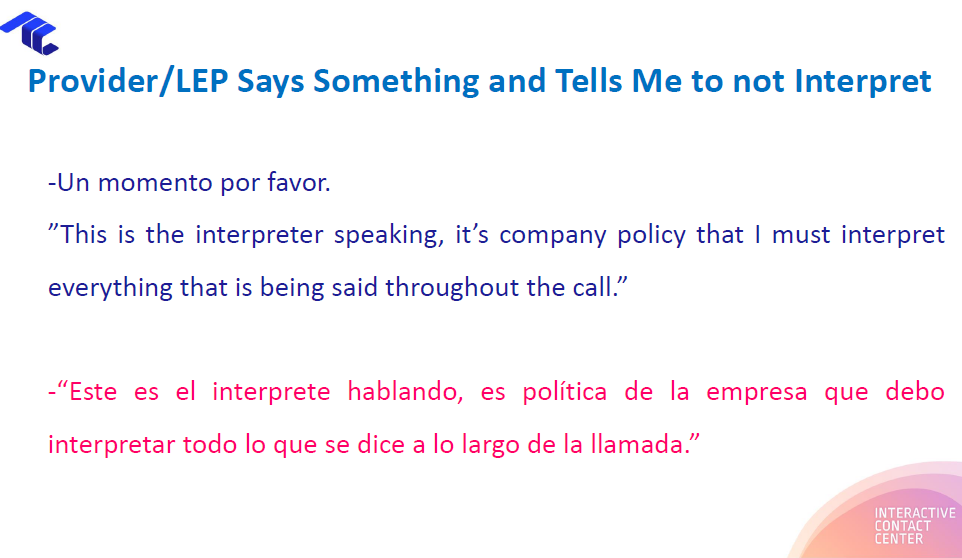 Provider/LEP Says Something and Tells Me to not Interpret
-Un momento por favor.
”This is the interpreter speaking, it’s company policy that I must interpret
everything that is being said throughout the call.”
-“Este es el interprete hablando, es política de la empresa que debo
interpretar todo lo que se dice a lo largo de la llamada.”
INTERACTIVE
CONTACT
CENTER